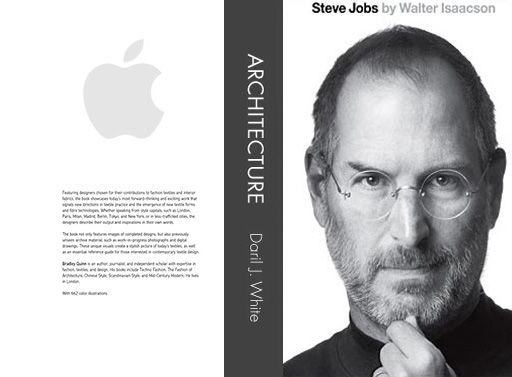 Steve Jobs by Walter Isaacson
ARCHITECTURE Daril J. White
Featuring designers chosen for their contributions to fashion textiles and interior
fabrics, the book showcases today's most forward-thinking and exciting work that
signals new directions in textile practice and the emergence of new textile forms
and fibre technologies. Whether speaking from style capitals, such as London,
Paris, Milan, Madrid, Berlin, Tokyo, and New York, or in less-trafficked cities, the
designers describe their output and inspirations in their own words.
The book not only features images of completed designs, but also previously
unseen archive material, such as work-in-progress photographs and digital
drawings. These unique visuals create a stylish picture of today's textiles, as well
as an essential reference guide for those interested in contemporary textile design.
Bradley Quinn is an author, journalist, and independent scholar with expertise in
fashion, textiles, and design. His books include Techno Fashion, The Fashion of
Architecture, Chinese Style, Scandinavian Style, and Mid-Century Modern. He lives
in London.
With 462 color illustrations